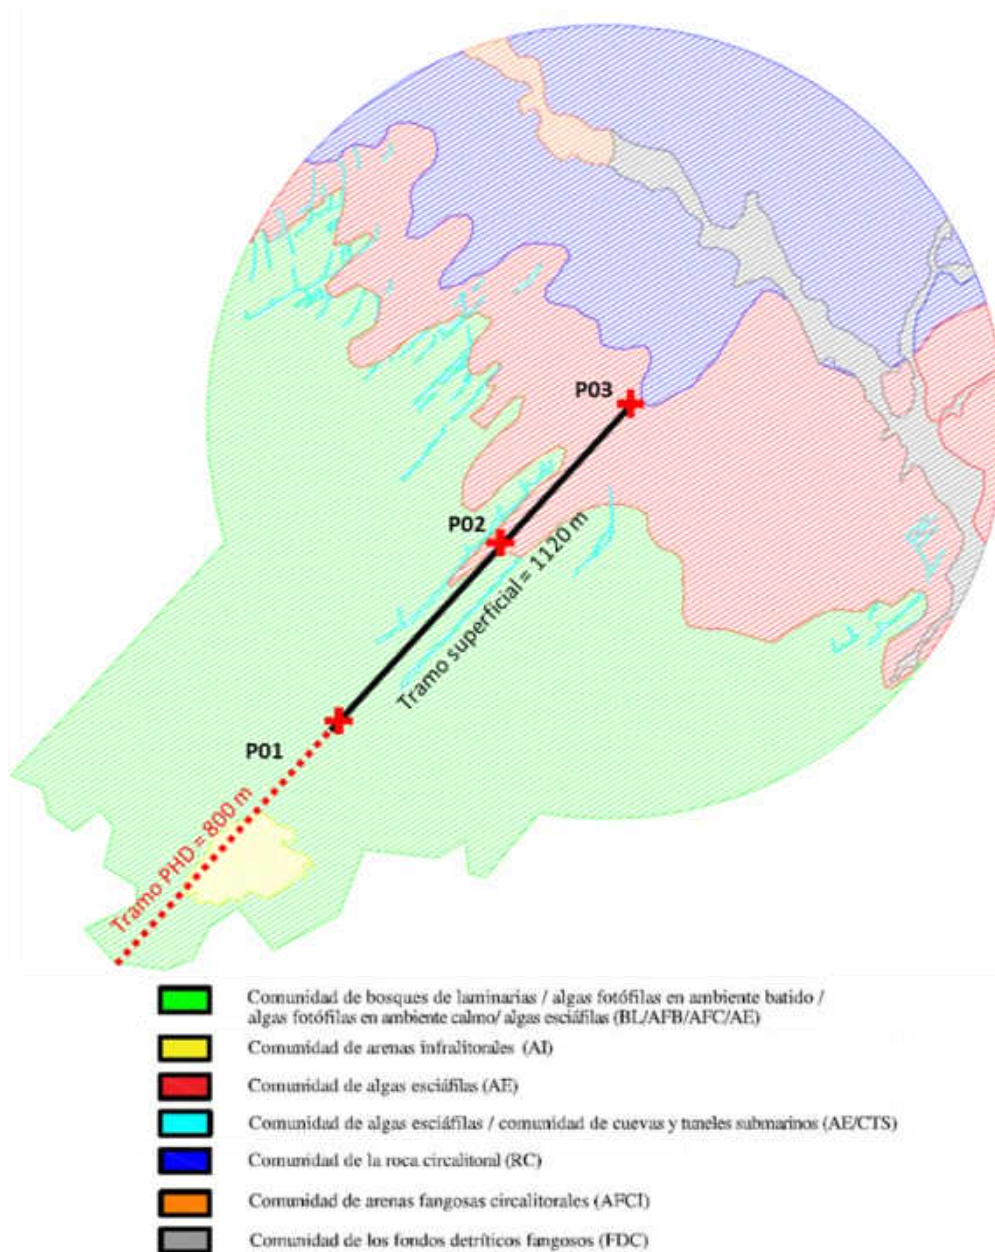 P03
P02
Tramo superficial = 1120 m
P01
Tramo PHD = 800 m
Comunidad de bosques de laminarias / algas fotófilas en ambiente batido /
algas fotófilas en ambiente calmo/ algas esciáfilas (BL/AFB/AFC/AE)
Comunidad de arenas infralitorales (AI)
Comunidad de algas esciáfilas (AE)
Comunidad de algas esciáfilas / comunidad de cuevas y tuneles submarinos (AE/CTS)
Comunidad de la roca circalitoral (RC)
Comunidad de arenas fangosas circalitorales (AFCI)
Comunidad de los fondos detríticos fangosos (FDC)